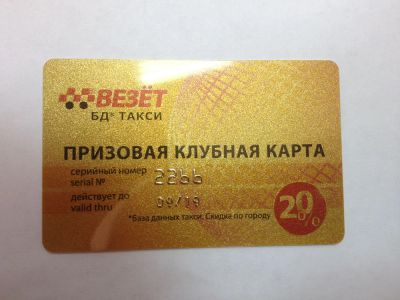 ВЕЗЁТ
БД* ТАКСИ
ПРИЗОВАЯ КЛУБНАЯ КАРТА
серийный номер
serial № 2266
действует до
valid thru 09/19
*База данных такси. Скидка по городу
20%